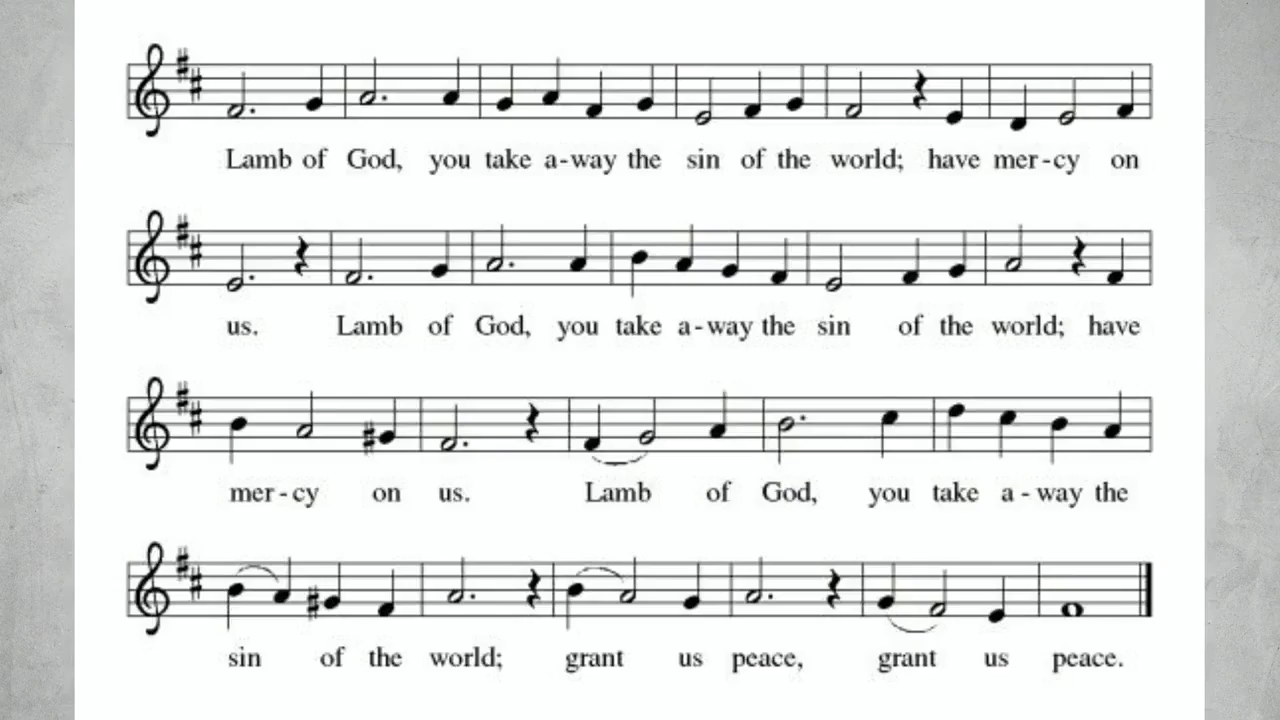 Lamb of God, you take a-way the sin of the world; have mer-cy on
us. Lamb of God, you take a-way the sin of the world; have
mer-cy on us. Lamb of God, you take a-way the
sin of the world; grant us peace, grant us peace.